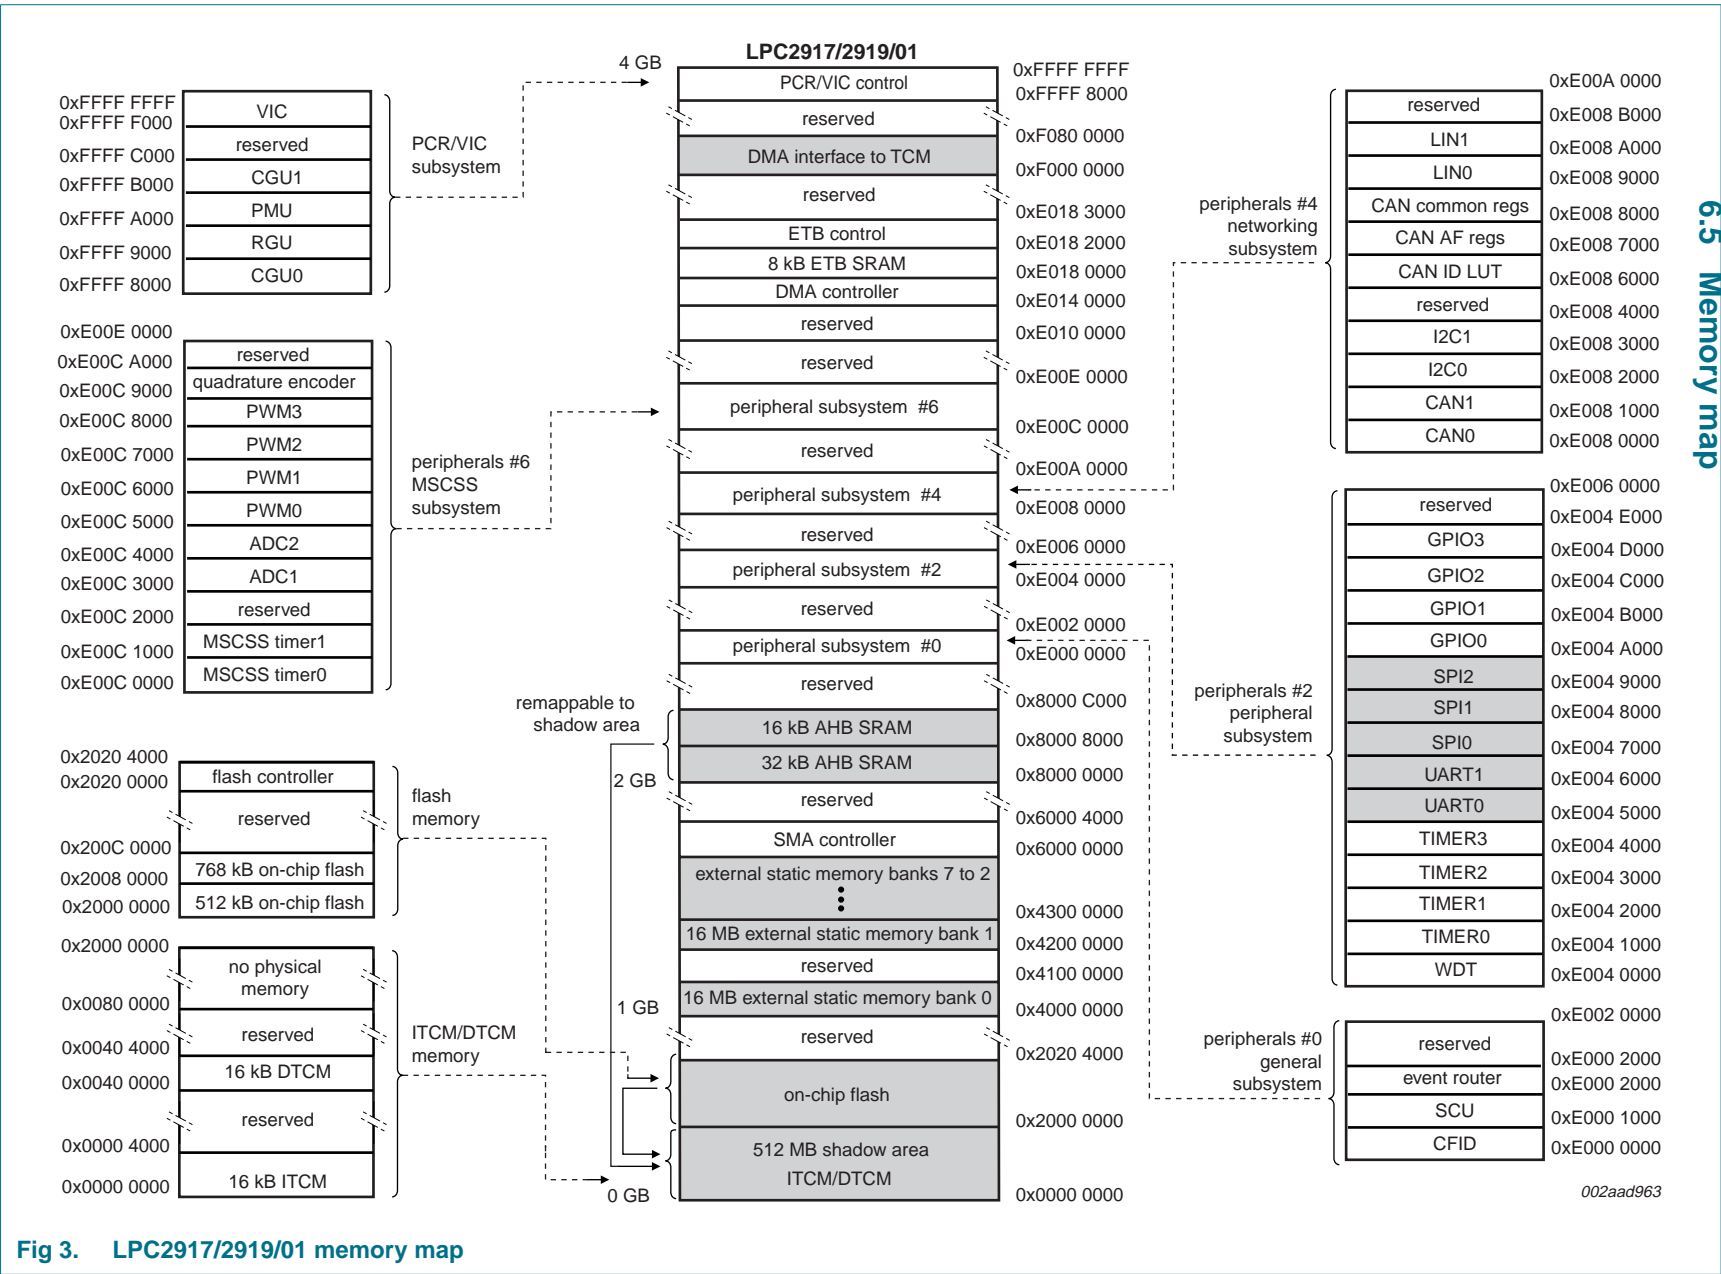 6.5 Memory map
LPC2917/2919/01
4 GB
PCR/VIC control
0xFFFF FFFF
0xFFFF 8000
reserved
0xF080 0000
DMA interface to TCM
0xF000 0000
reserved
0xE018 3000
ETB control
0xE018 2000
8 kB ETB SRAM
0xE018 0000
DMA controller
0xE014 0000
reserved
0xE010 0000
reserved
0xE00E 0000
peripheral subsystem #6
0xE00C 0000
reserved
0xE00A 0000
peripheral subsystem #4
0xE008 0000
reserved
0xE006 0000
peripheral subsystem #2
0xE004 0000
reserved
0xE002 0000
peripheral subsystem #0
0xE000 0000
reserved
0x8000 C000
16 kB AHB SRAM
0x8000 8000
32 kB AHB SRAM
0x8000 0000
2 GB
reserved
0x6000 4000
SMA controller
0x6000 0000
external static memory banks 7 to 2
0x4300 0000
16 MB external static memory bank 1
0x4200 0000
reserved
0x4100 0000
16 MB external static memory bank 0
0x4000 0000
1 GB
reserved
0x2020 4000
on-chip flash
0x2000 0000
512 MB shadow area
ITCM/DTCM
0x0000 0000
0 GB
remappable to
shadow area
0xFFFF FFFF
VIC
0xFFFF F000
reserved
0xFFFF C000
CGU1
0xFFFF B000
PMU
0xFFFF A000
RGU
0xFFFF 9000
CGU0
0xFFFF 8000
PCR/VIC
subsystem
0xE00E 0000
reserved
0xE00C A000
quadrature encoder
0xE00C 9000
PWM3
0xE00C 8000
PWM2
0xE00C 7000
PWM1
0xE00C 6000
PWM0
0xE00C 5000
ADC2
0xE00C 4000
ADC1
0xE00C 3000
reserved
0xE00C 2000
MSCSS timer1
0xE00C 1000
MSCSS timer0
0xE00C 0000
peripherals #6
MSCSS
subsystem
0x2020 4000
flash controller
0x2020 0000
reserved
0x200C 0000
768 kB on-chip flash
0x2008 0000
512 kB on-chip flash
0x2000 0000
flash
memory
0x2000 0000
no physical
memory
0x0080 0000
reserved
0x0040 4000
16 kB DTCM
0x0040 0000
reserved
0x0000 4000
16 kB ITCM
0x0000 0000
ITCM/DTCM
memory
0xE00A 0000
reserved
0xE008 B000
LIN1
0xE008 A000
LIN0
0xE008 9000
CAN common regs
0xE008 8000
CAN AF regs
0xE008 7000
CAN ID LUT
0xE008 6000
reserved
0xE008 4000
I2C1
0xE008 3000
I2C0
0xE008 2000
CAN1
0xE008 1000
CAN0
0xE008 0000
peripherals #4
networking
subsystem
0xE006 0000
reserved
0xE004 E000
GPIO3
0xE004 D000
GPIO2
0xE004 C000
GPIO1
0xE004 B000
GPIO0
0xE004 A000
SPI2
0xE004 9000
SPI1
0xE004 8000
SPI0
0xE004 7000
UART1
0xE004 6000
UART0
0xE004 5000
TIMER3
0xE004 4000
TIMER2
0xE004 3000
TIMER1
0xE004 2000
TIMER0
0xE004 1000
WDT
0xE004 0000
peripherals #2
peripheral
subsystem
0xE002 0000
reserved
0xE000 2000
event router
0xE000 2000
SCU
0xE000 1000
CFID
0xE000 0000
peripherals #0
general
subsystem
002aad963
Fig 3. LPC2917/2919/01 memory map